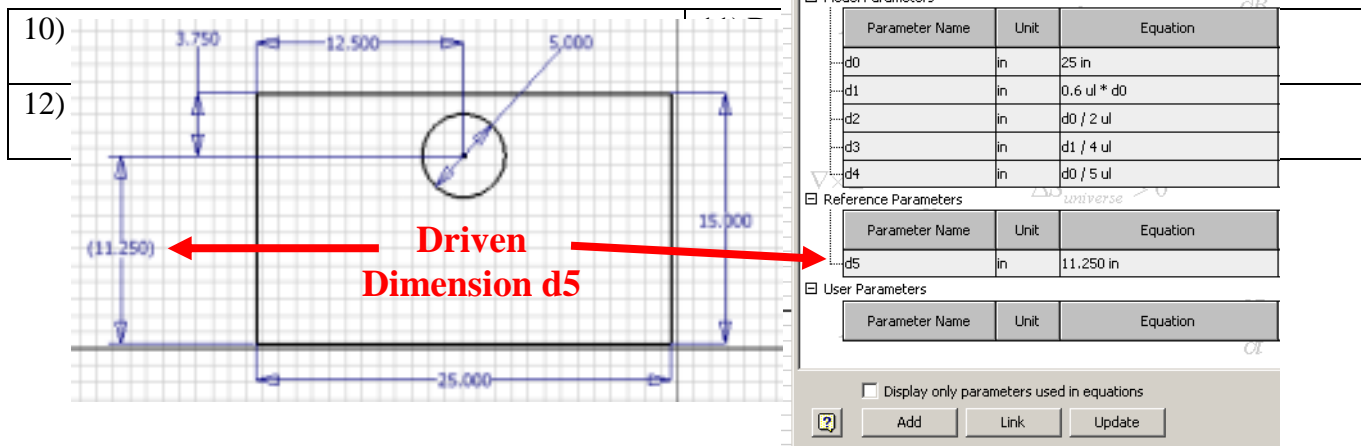 10)
12)
3.750
12.500
5.000
15.000
(11.250)
25.000
Driven
Dimension d5
Parameter Name Unit Equation
d0 in 25 in
d1 in 0.6 ul * d0
d2 in d0 / 2 ul
d3 in d1 / 4 ul
d4 in d0 / 5 ul
universe > 0
Reference Parameters
Parameter Name Unit Equation
d5 in 11.250 in
User Parameters
Parameter Name Unit Equation
Display only parameters used in equations
Add Link Update